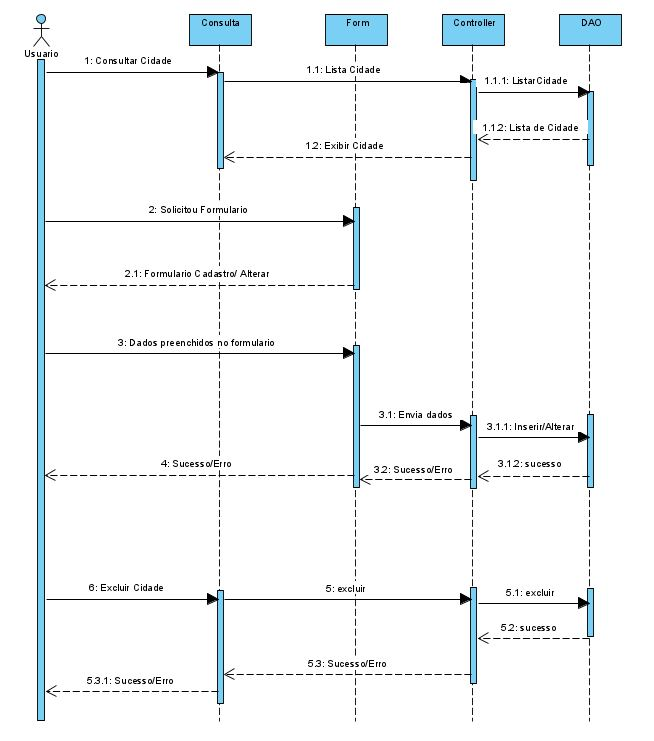 Consulta
Form
Controller
DAO
Usuario
1: Consultar Cidade
1.1: Lista Cidade
1.1.1: ListarCidade
1.1.2: Lista de Cidade
1.2: Exibir Cidade
2: Solicitou Formulario
2.1: Formulario Cadastro/ Alterar
3: Dados preenchidos no formulario
3.1: Envia dados
3.1.1: Inserir/Alterar
4: Sucesso/Erro
3.2: Sucesso/Erro
3.1.2: sucesso
6: Excluir Cidade
5: excluir
5.1: excluir
5.2: sucesso
5.3: Sucesso/Erro
5.3.1: Sucesso/Erro